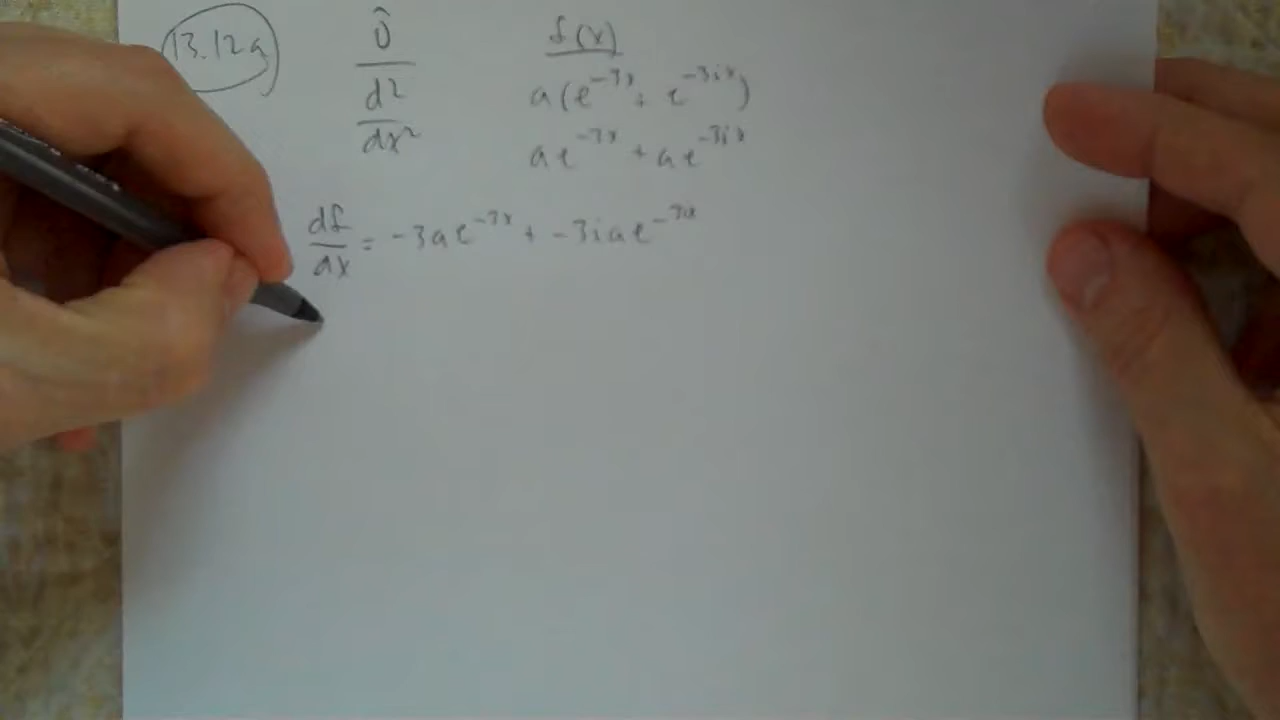 13.12a
Ô f(x)
d²/dx² a(e^-3x + e^-3ix)
ae^-3x + ae^-3ix
df/dx = -3ae^-3x + -3iae^-3ix